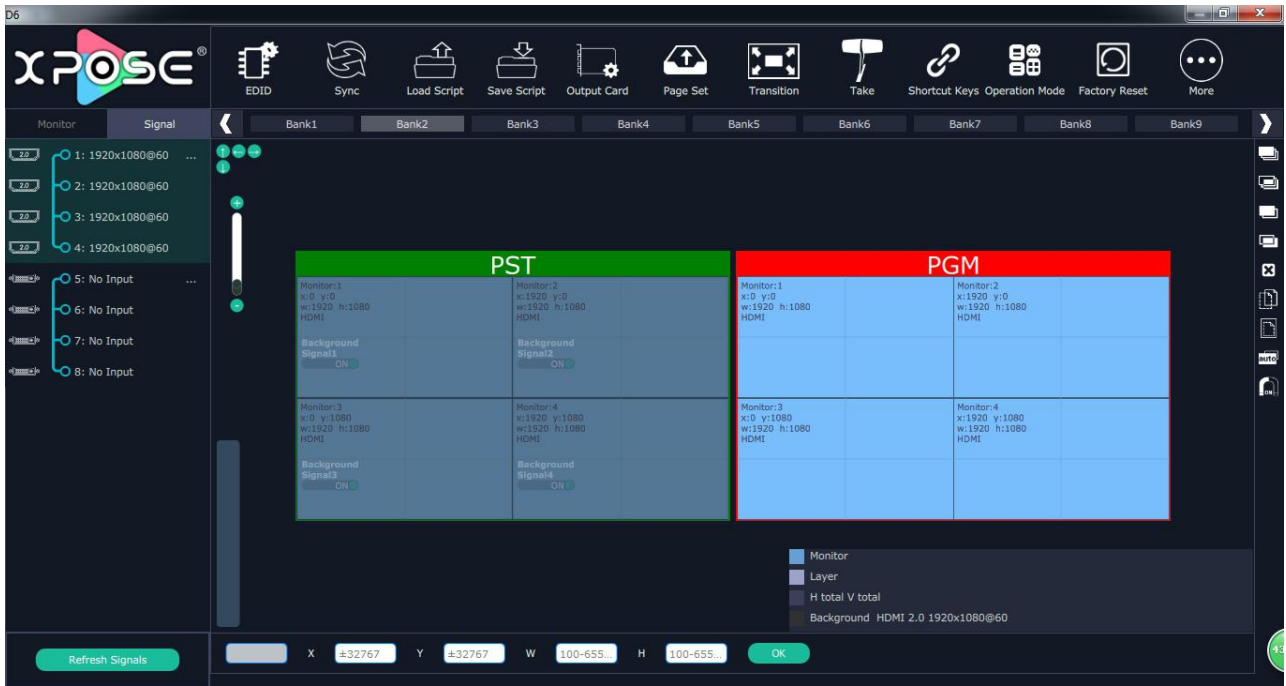 D6
XPOSE®
EDID
Sync
Load Script
Save Script
Output Card
Page Set
Transition
Take
Shortcut Keys
Operation Mode
Factory Reset
More
Monitor
Signal
Bank1
Bank2
Bank3
Bank4
Bank5
Bank6
Bank7
Bank8
Bank9
2.0
1: 1920x1080@60 ...
2.0
2: 1920x1080@60
2.0
3: 1920x1080@60
2.0
4: 1920x1080@60
5: No Input ...
6: No Input
7: No Input
8: No Input
PST
Monitor:1
x:0 y:0
w:1920 h:1080
HDMI
Background
Signal1
ON
Monitor:2
x:1920 y:0
w:1920 h:1080
HDMI
Background
Signal2
ON
Monitor:3
x:0 y:1080
w:1920 h:1080
HDMI
Background
Signal3
ON
Monitor:4
x:1920 y:1080
w:1920 h:1080
HDMI
Background
Signal4
ON
PGM
Monitor:1
x:0 y:0
w:1920 h:1080
HDMI
Monitor:2
x:1920 y:0
w:1920 h:1080
HDMI
Monitor:3
x:0 y:1080
w:1920 h:1080
HDMI
Monitor:4
x:1920 y:1080
w:1920 h:1080
HDMI
auto
ON
Monitor
Layer
H total V total
Background HDMI 2.0 1920x1080@60
Refresh Signals
X ±32767 Y ±32767 W 100-655... H 100-655... OK